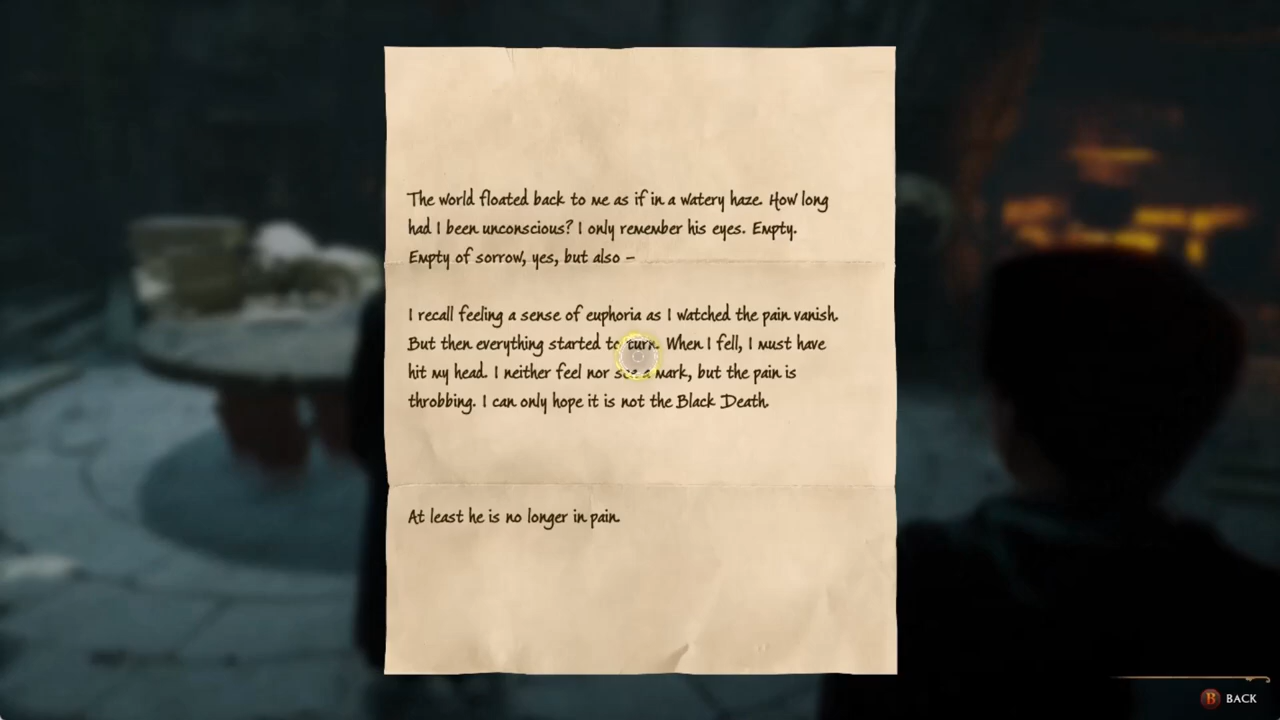 The world floated back to me as if in a watery haze. How long
had I been unconscious? I only remember his eyes. Empty.
Empty of sorrow, yes, but also –
I recall feeling a sense of euphoria as I watched the pain vanish.
But then everything started to turn. When I fell, I must have
hit my head. I neither feel nor see a mark, but the pain is
throbbing. I can only hope it is not the Black Death.
At least he is no longer in pain.
B BACK